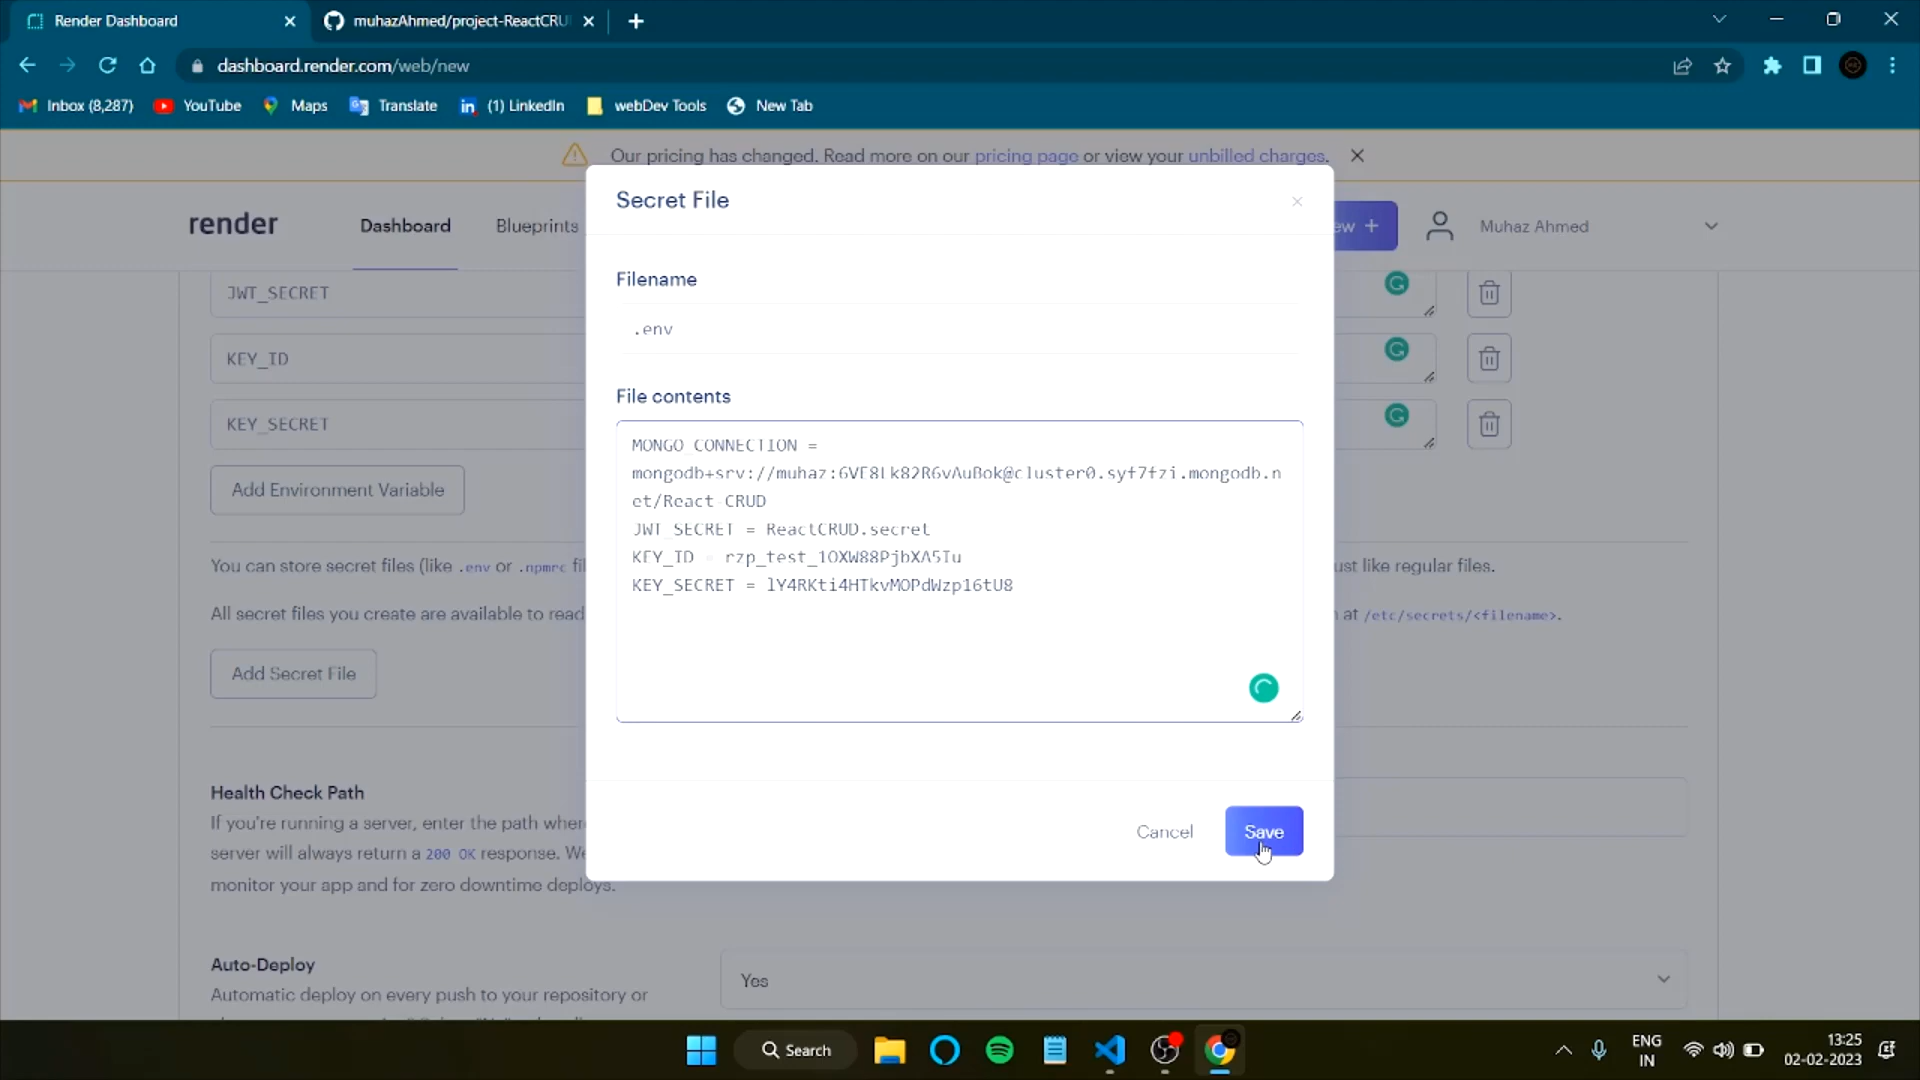 Render Dashboard
muhazAhmed/project-ReactCRU
dashboard.render.com/web/new
Inbox (8,287)
YouTube
Maps
Translate
in (1) LinkedIn
webDev Tools
New Tab
Our pricing has changed. Read more on our pricing page or view your unbilled charges.
render
Dashboard
Blueprints
ew +
Muhaz Ahmed
Secret File
Filename
.env
File contents
MONGO_CONNECTION =
et/React-CRUD
JWT_SECRET = ReactCRUD.secret
KEY_ID =
KEY_SECRET =
Cancel
Save
JWT_SECRET
KEY_ID
KEY_SECRET
Add Environment Variable
You can store secret files (like .env or .npmrc fil
ust like regular files.
All secret files you create are available to read
n at /etc/secrets/<filename>.
Add Secret File
Health Check Path
If you're running a server, enter the path where
server will always return a 200 OK response. We
monitor your app and for zero downtime deploys.
Auto-Deploy
Automatic deploy on every push to your repository or
Yes
Search
ENG
IN
13:25
02-02-2023